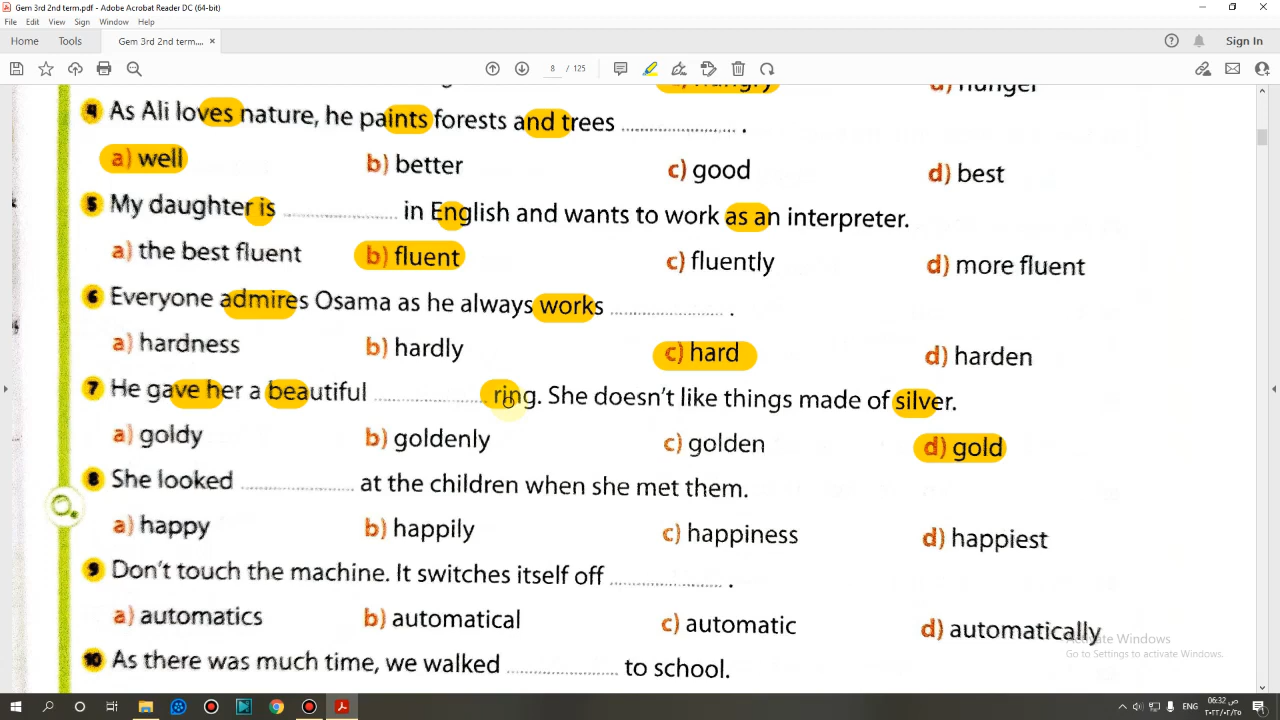 Gem 3rd 2nd term.pdf - Adobe Acrobat Reader DC (64-bit)
File Edit View Sign Window Help
Home Tools Gem 3rd 2nd term.... × Sign In
8 / 125
c) hungry d) hunger
4 As Ali loves nature, he paints forests and trees .......................... .
a) well b) better c) good d) best
5 My daughter is .......................... in English and wants to work as an interpreter.
a) the best fluent b) fluent c) fluently d) more fluent
6 Everyone admires Osama as he always works .......................... .
a) hardness b) hardly c) hard d) harden
7 He gave her a beautiful .......................... ring. She doesn't like things made of silver.
a) goldy b) goldenly c) golden d) gold
8 She looked .......................... at the children when she met them.
a) happy b) happily c) happiness d) happiest
9 Don't touch the machine. It switches itself off .......................... .
a) automatics b) automatical c) automatic d) automatically
Activate Windows
Go to Settings to activate Windows.
10 As there was much time, we walked .......................... to school.
ENG 06:32 ص
٢٠٢٢/٠٢/٢٥